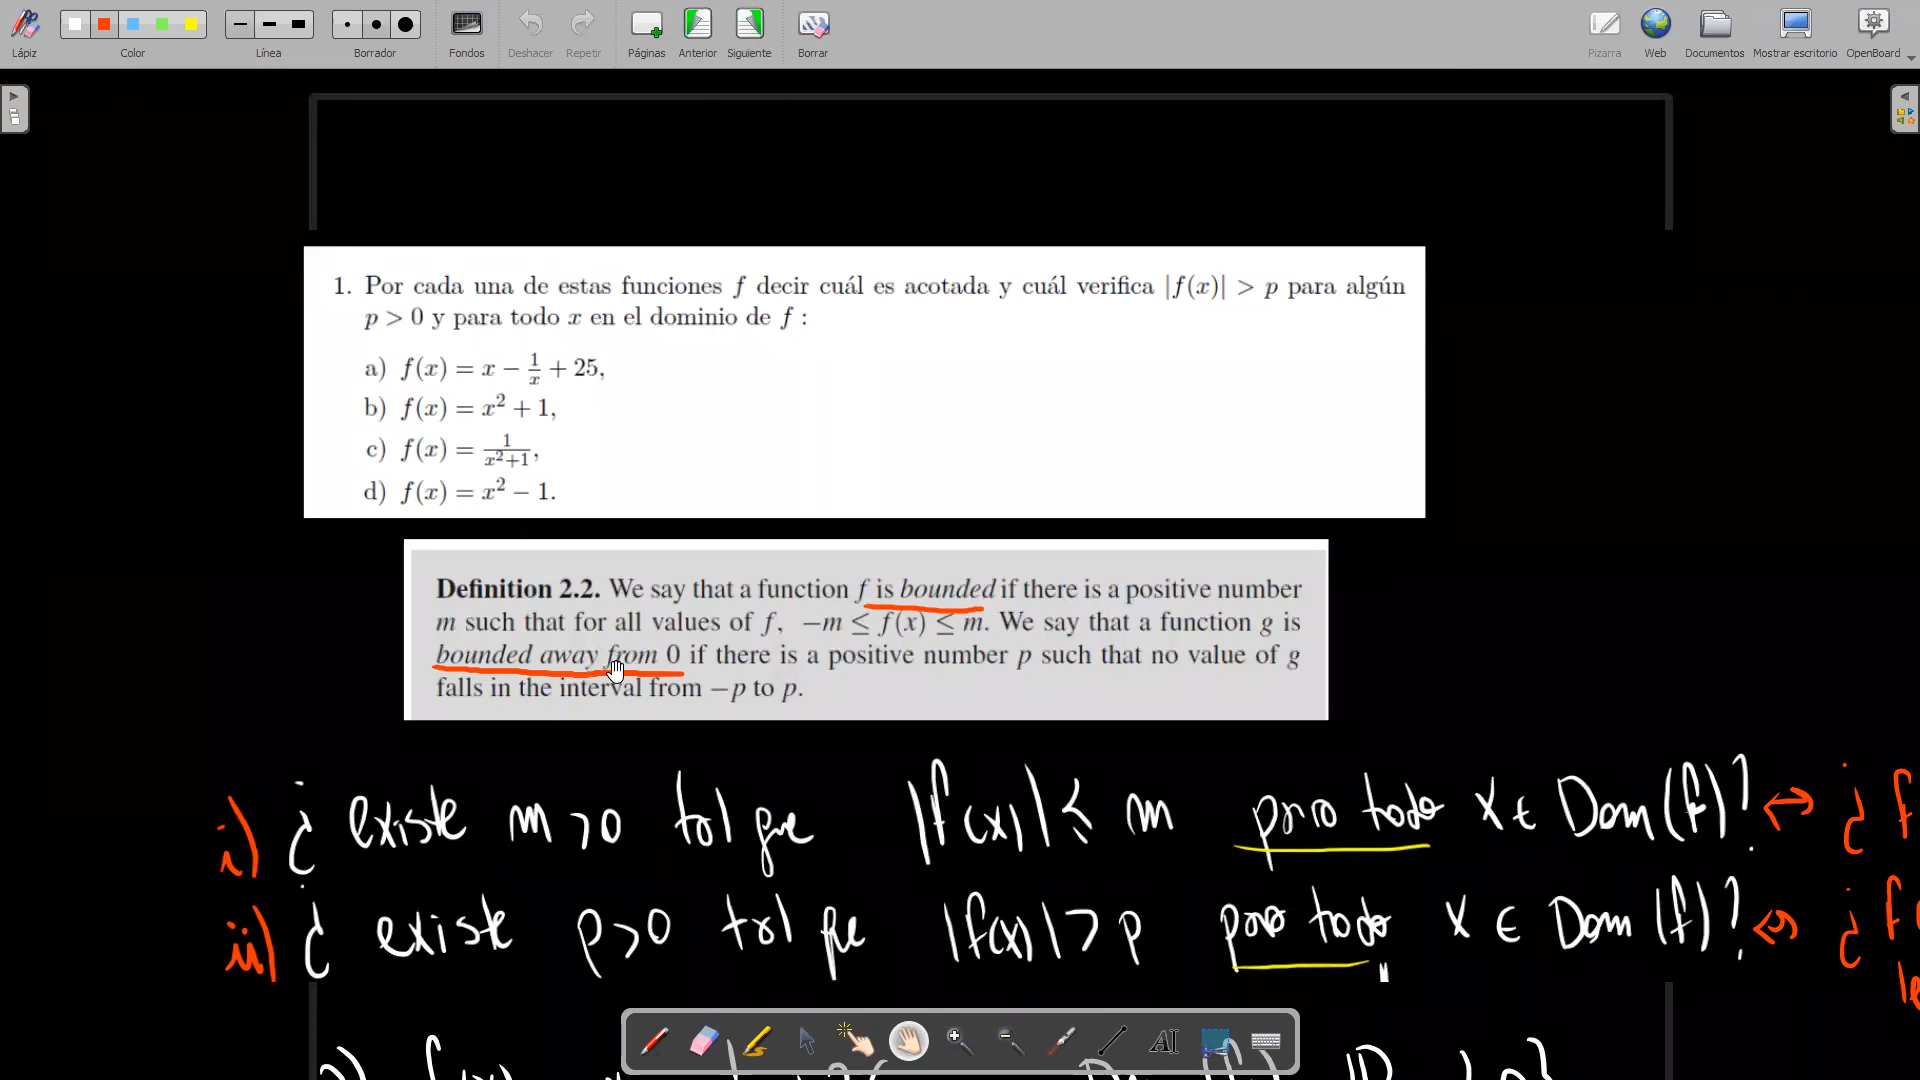 Lápiz Color Línea Borrador Fondos Deshacer Repetir Páginas Anterior Siguiente Borrar Pizarra Web Documentos Mostrar escritorio OpenBoard
1. Por cada una de estas funciones f decir cuál es acotada y cuál verifica |f(x)| > p para algún
p > 0 y para todo x en el dominio de f :
a) f(x) = x − 1/x + 25,
b) f(x) = x² + 1,
c) f(x) = 1/(x²+1),
d) f(x) = x² − 1.
Definition 2.2. We say that a function f is bounded if there is a positive number
m such that for all values of f, −m ≤ f(x) ≤ m. We say that a function g is
bounded away from 0 if there is a positive number p such that no value of g
falls in the interval from −p to p.
i) ¿ existe m>0 tal que |f(x)| ≤ m para todo x ∈ Dom(f)? ↔ ¿ f
ii) ¿ existe p>0 tal que |f(x)| > p para todo x ∈ Dom(f)? ↔ ¿ f
AI